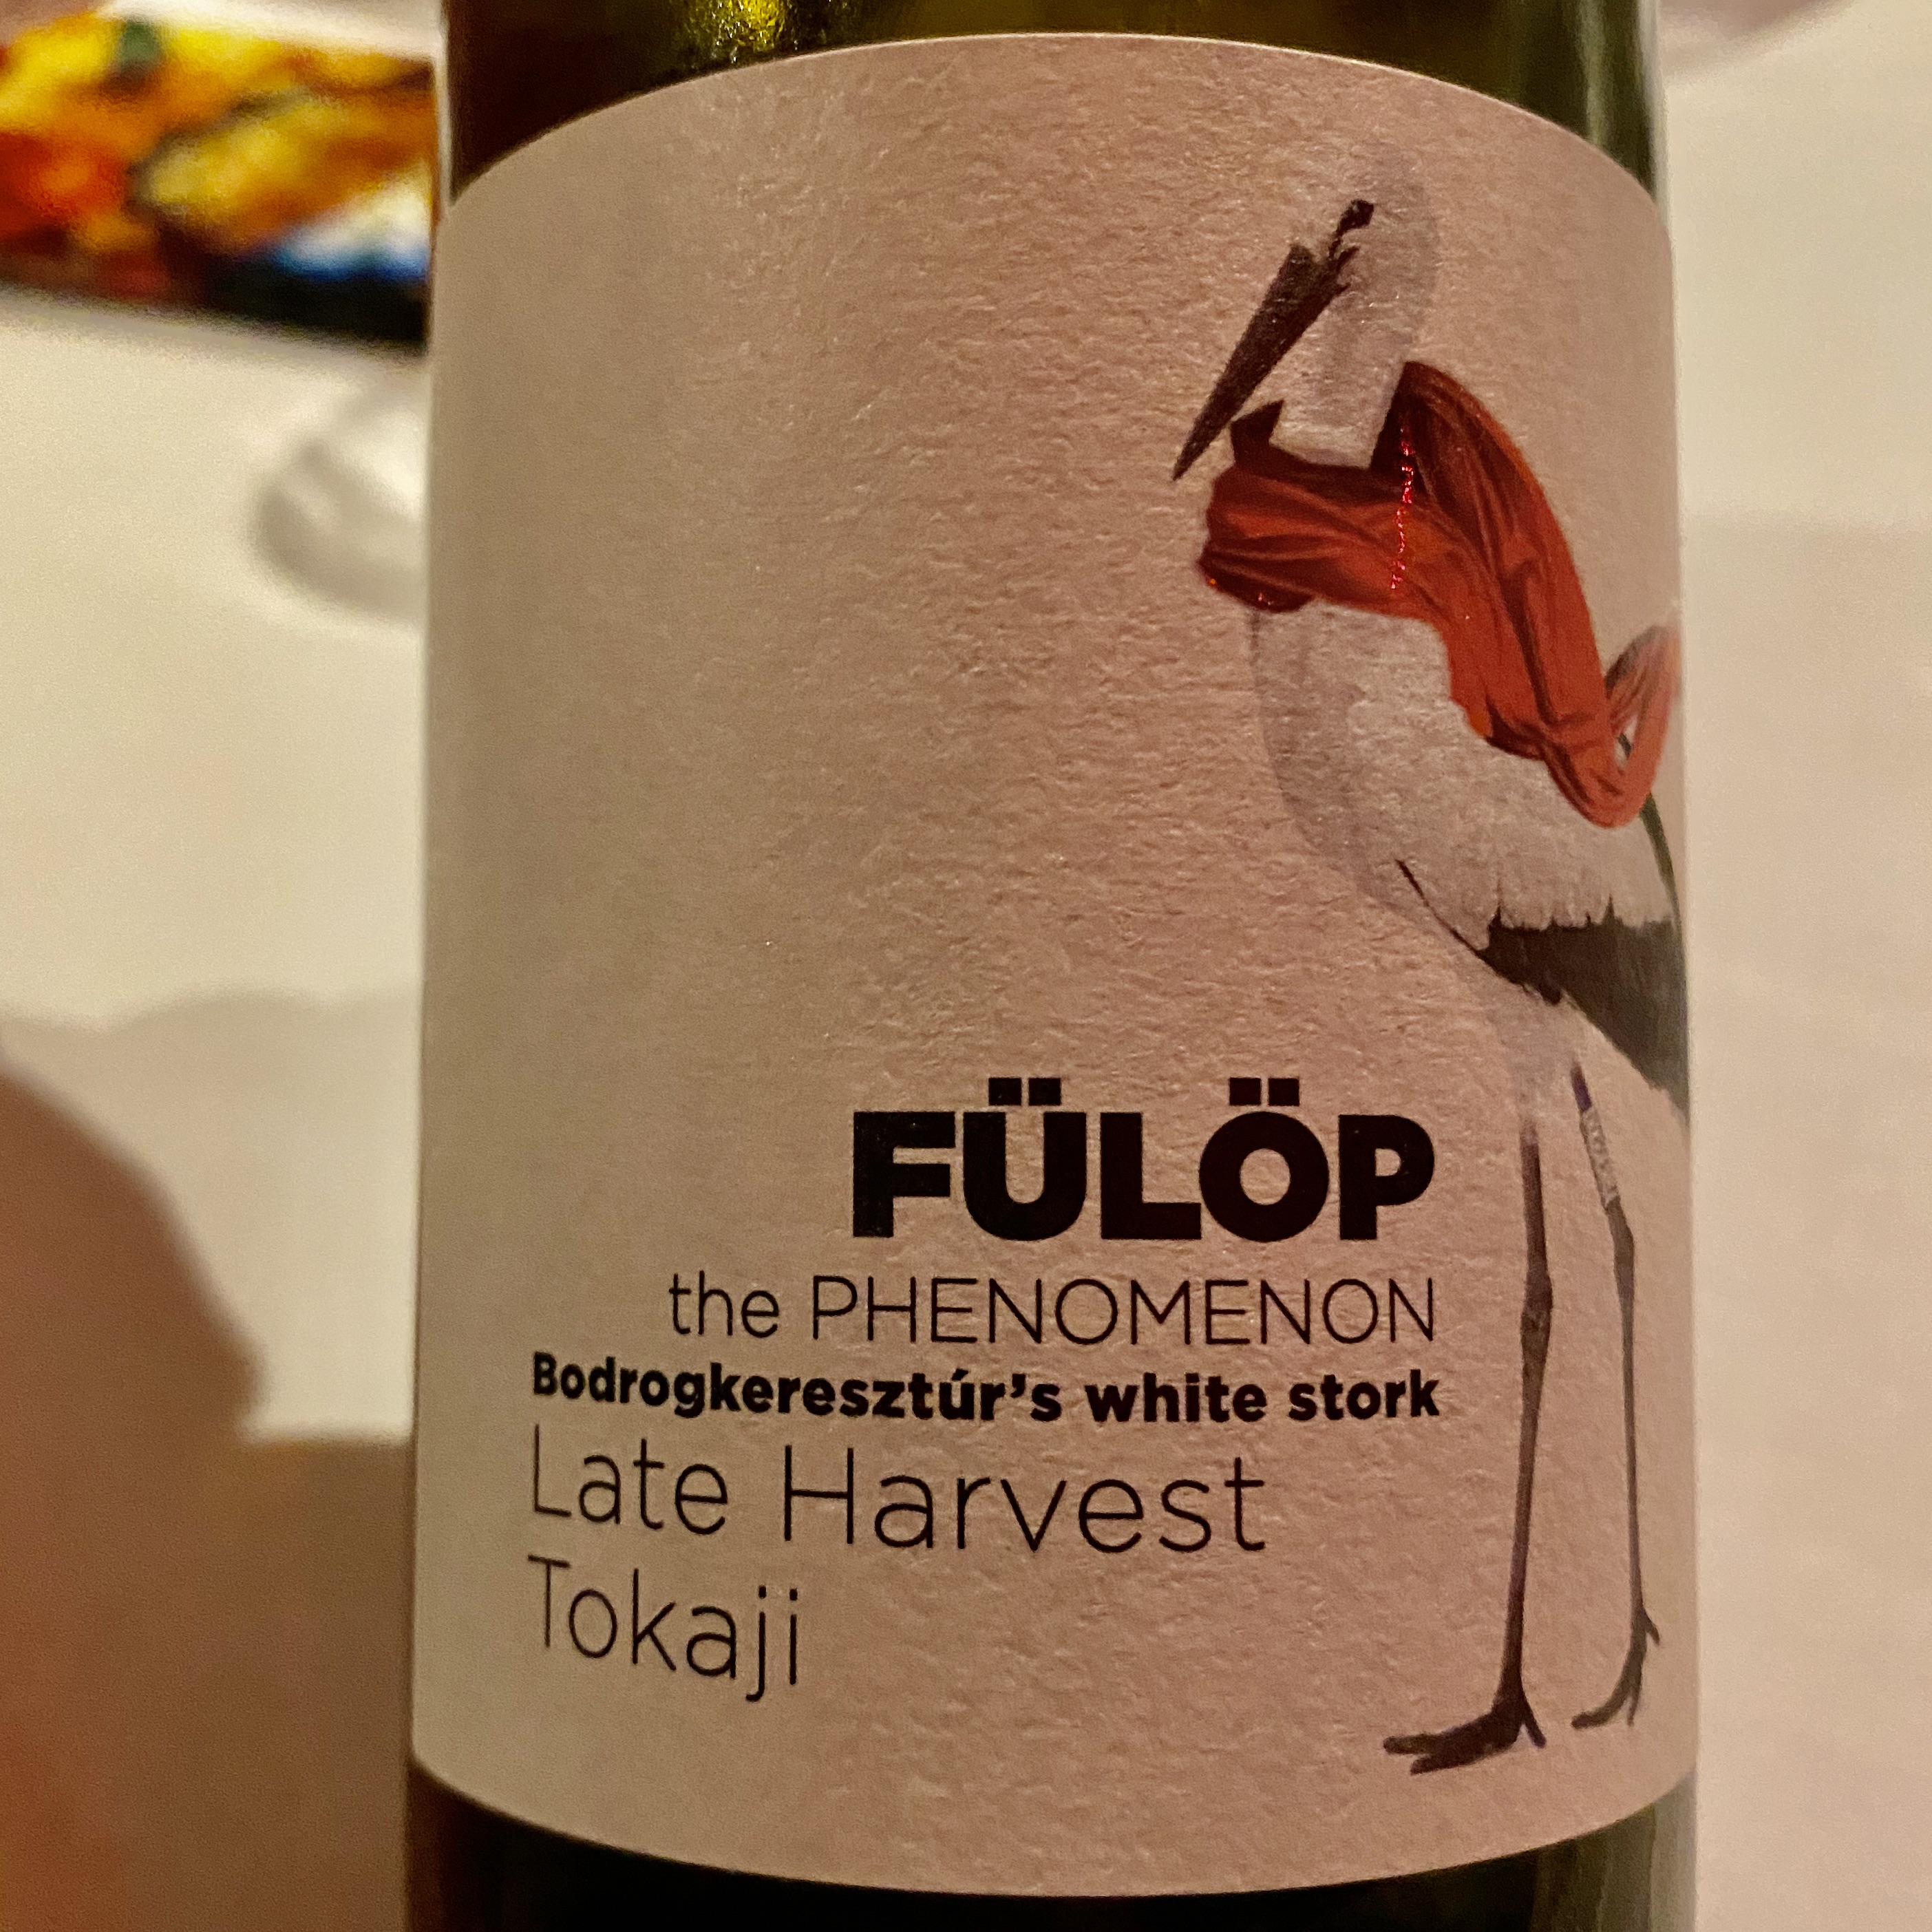 FÜLÖP
the PHENOMENON
Bodrogkeresztúr’s white stork
Late Harvest
Tokaji